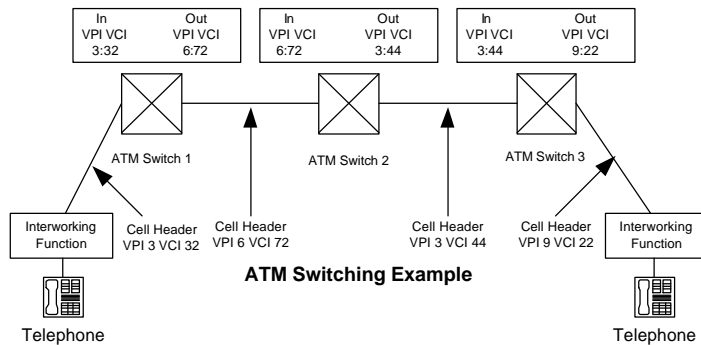 In Out
VPI VCI VPI VCI
3:32 6:72
In Out
VPI VCI VPI VCI
6:72 3:44
In Out
VPI VCI VPI VCI
3:44 9:22
ATM Switch 1
ATM Switch 2
ATM Switch 3
Interworking
Function
Cell Header
VPI 3 VCI 32
Cell Header
VPI 6 VCI 72
Cell Header
VPI 3 VCI 44
Cell Header
VPI 9 VCI 22
Interworking
Function
ATM Switching Example
Telephone
Telephone